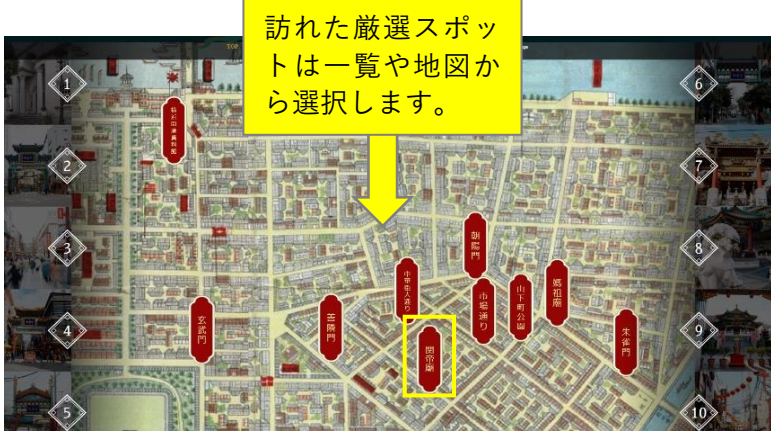 訪れた厳選スポッ
トは一覧や地図か
ら選択します。
TOP
1
6
2
7
3
8
4
9
5
10
朝陽門
中華街大通り
市場通り
山下町公園
媽祖廟
玄武門
善隣門
関帝廟
朱雀門